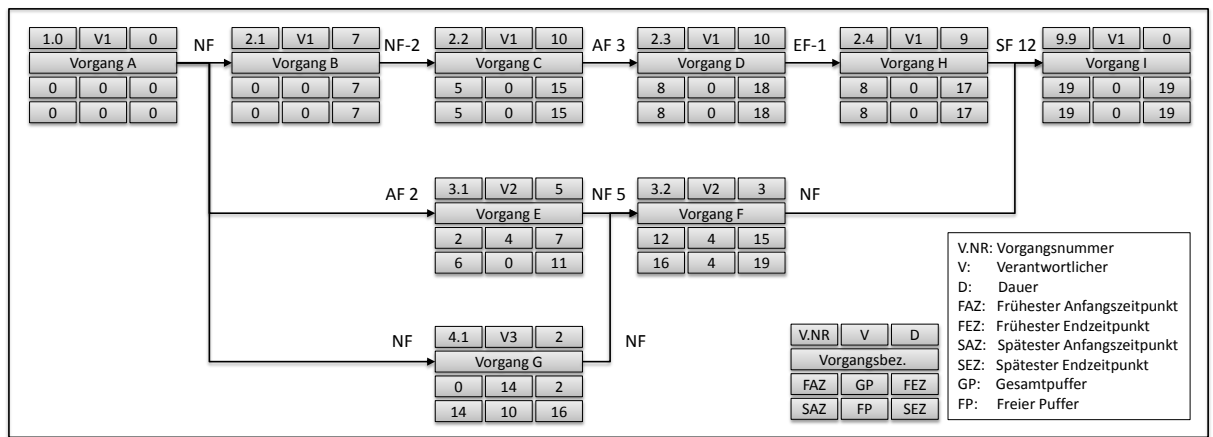 1.0 V1 0 NF 2.1 V1 7 NF-2 2.2 V1 10 AF 3 2.3 V1 10 EF-1 2.4 V1 9 SF 12 9.9 V1 0
Vorgang A Vorgang B Vorgang C Vorgang D Vorgang H Vorgang I
0 0 0 0 0 7 5 0 15 8 0 18 8 0 17 19 0 19
0 0 0 0 0 7 5 0 15 8 0 18 8 0 17 19 0 19
AF 2 3.1 V2 5 NF 5 3.2 V2 3 NF
Vorgang E Vorgang F
2 4 7 12 4 15
6 0 11 16 4 19
NF 4.1 V3 2 NF
Vorgang G
0 14 2
14 10 16
V.NR V D
Vorgangsbez.
FAZ GP FEZ
SAZ FP SEZ
V.NR: Vorgangsnummer
V: Verantwortlicher
D: Dauer
FAZ: Frühester Anfangszeitpunkt
FEZ: Frühester Endzeitpunkt
SAZ: Spätester Anfangszeitpunkt
SEZ: Spätester Endzeitpunkt
GP: Gesamtpuffer
FP: Freier Puffer